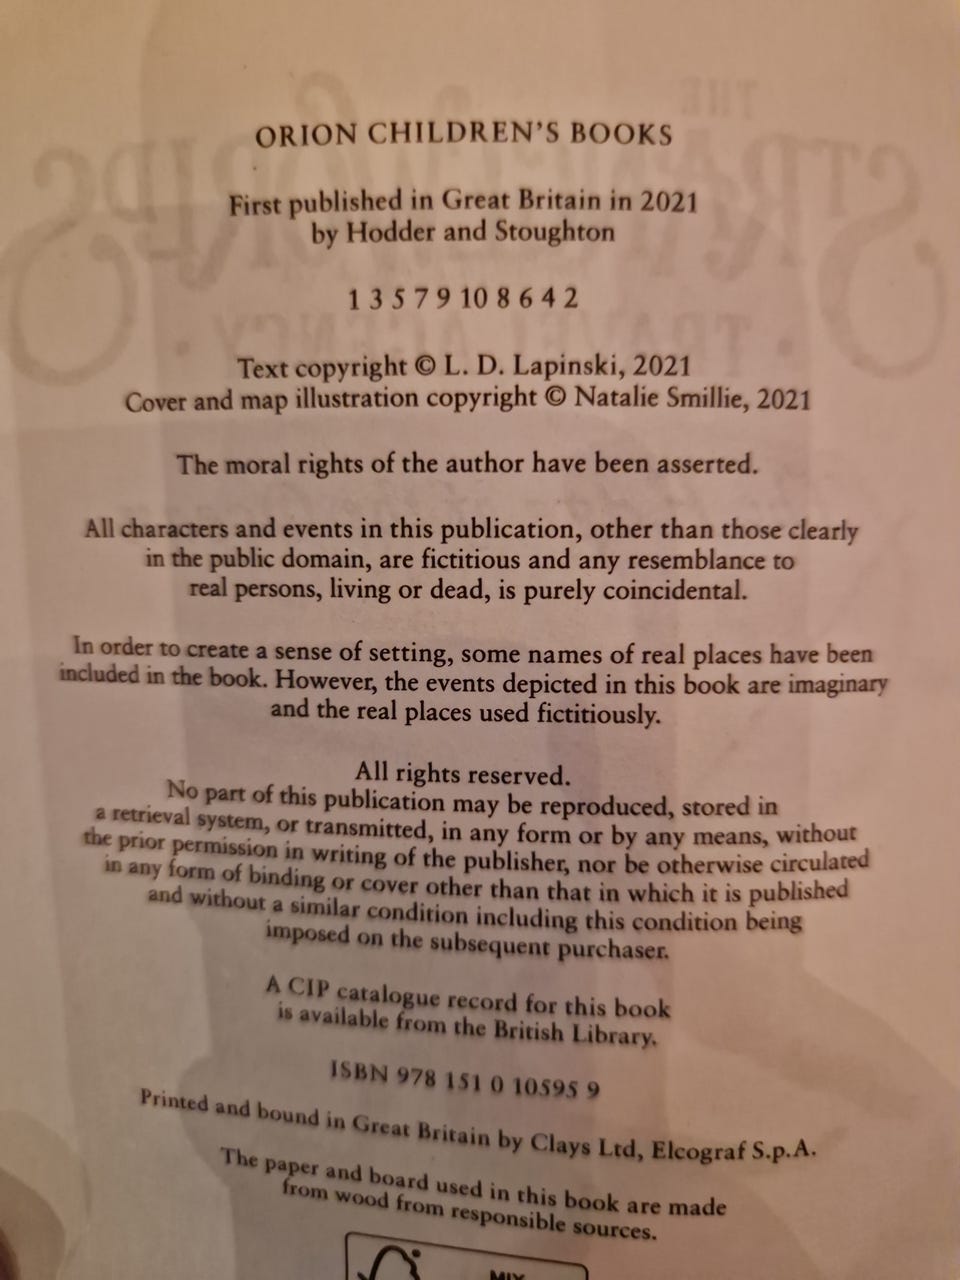 ORION CHILDREN'S BOOKS
First published in Great Britain in 2021
by Hodder and Stoughton
1 3 5 7 9 10 8 6 4 2
Text copyright © L. D. Lapinski, 2021
Cover and map illustration copyright © Natalie Smillie, 2021
The moral rights of the author have been asserted.
All characters and events in this publication, other than those clearly
in the public domain, are fictitious and any resemblance to
real persons, living or dead, is purely coincidental.
In order to create a sense of setting, some names of real places have been
included in the book. However, the events depicted in this book are imaginary
and the real places used fictitiously.
All rights reserved.
No part of this publication may be reproduced, stored in
a retrieval system, or transmitted, in any form or by any means, without
the prior permission in writing of the publisher, nor be otherwise circulated
in any form of binding or cover other than that in which it is published
and without a similar condition including this condition being
imposed on the subsequent purchaser.
A CIP catalogue record for this book
is available from the British Library.
ISBN 978 151 0 10595 9
Printed and bound in Great Britain by Clays Ltd, Elcograf S.p.A.
The paper and board used in this book are made
from wood from responsible sources.
MIX